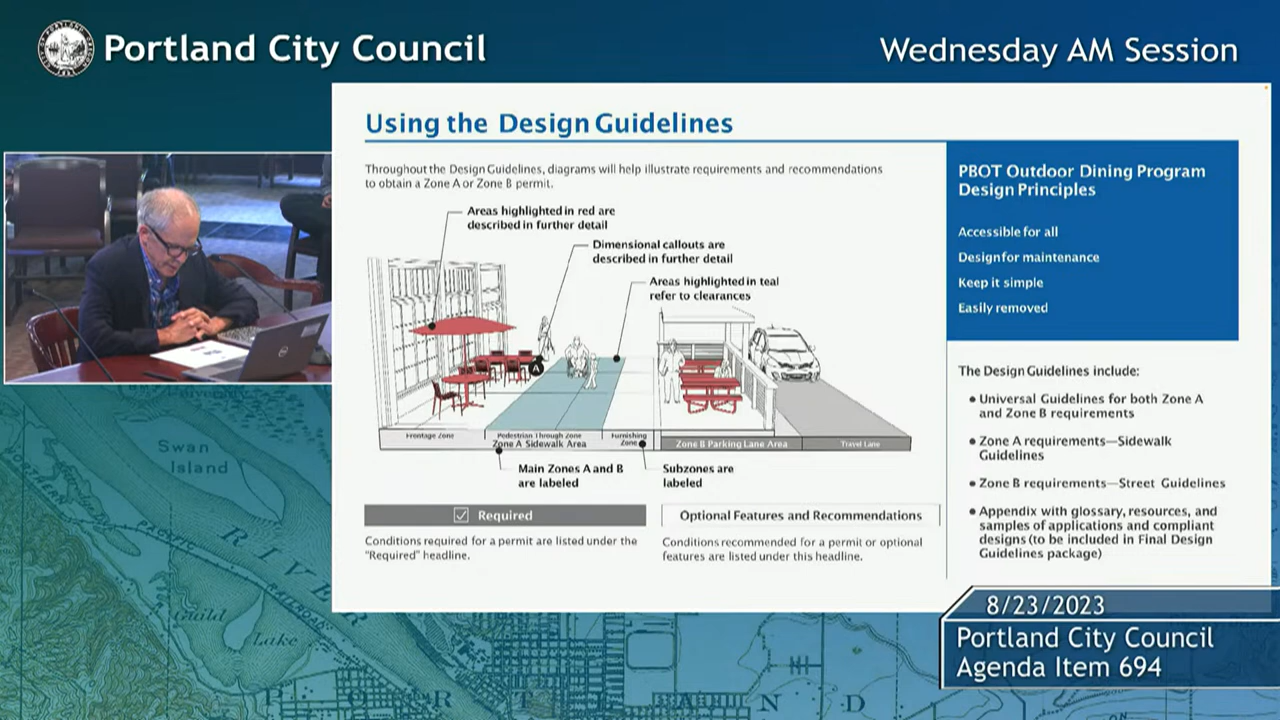 Portland City Council
Wednesday AM Session
Using the Design Guidelines
Throughout the Design Guidelines, diagrams will help illustrate requirements and recommendations
to obtain a Zone A or Zone B permit.
Areas highlighted in red are
described in further detail
Dimensional callouts are
described in further detail
Areas highlighted in teal
refer to clearances
A
Frontage Zone
Pedestrian Through Zone
Furnishing
Zone
Zone A Sidewalk Area
Zone B Parking Lane Area
Travel Lane
Main Zones A and B
are labeled
Subzones are
labeled
Required
Conditions required for a permit are listed under the
"Required" headline.
Optional Features and Recommendations
Conditions recommended for a permit or optional
features are listed under this headline.
PBOT Outdoor Dining Program
Design Principles
Accessible for all
Design for maintenance
Keep it simple
Easily removed
The Design Guidelines include:
• Universal Guidelines for both Zone A
and Zone B requirements
• Zone A requirements—Sidewalk
Guidelines
• Zone B requirements—Street Guidelines
• Appendix with glossary, resources, and
samples of applications and compliant
designs (to be included in Final Design
Guidelines package)
8/23/2023
Portland City Council
Agenda Item 694
Swan
Island
RIVER
RAILROAD
Guild
Lake